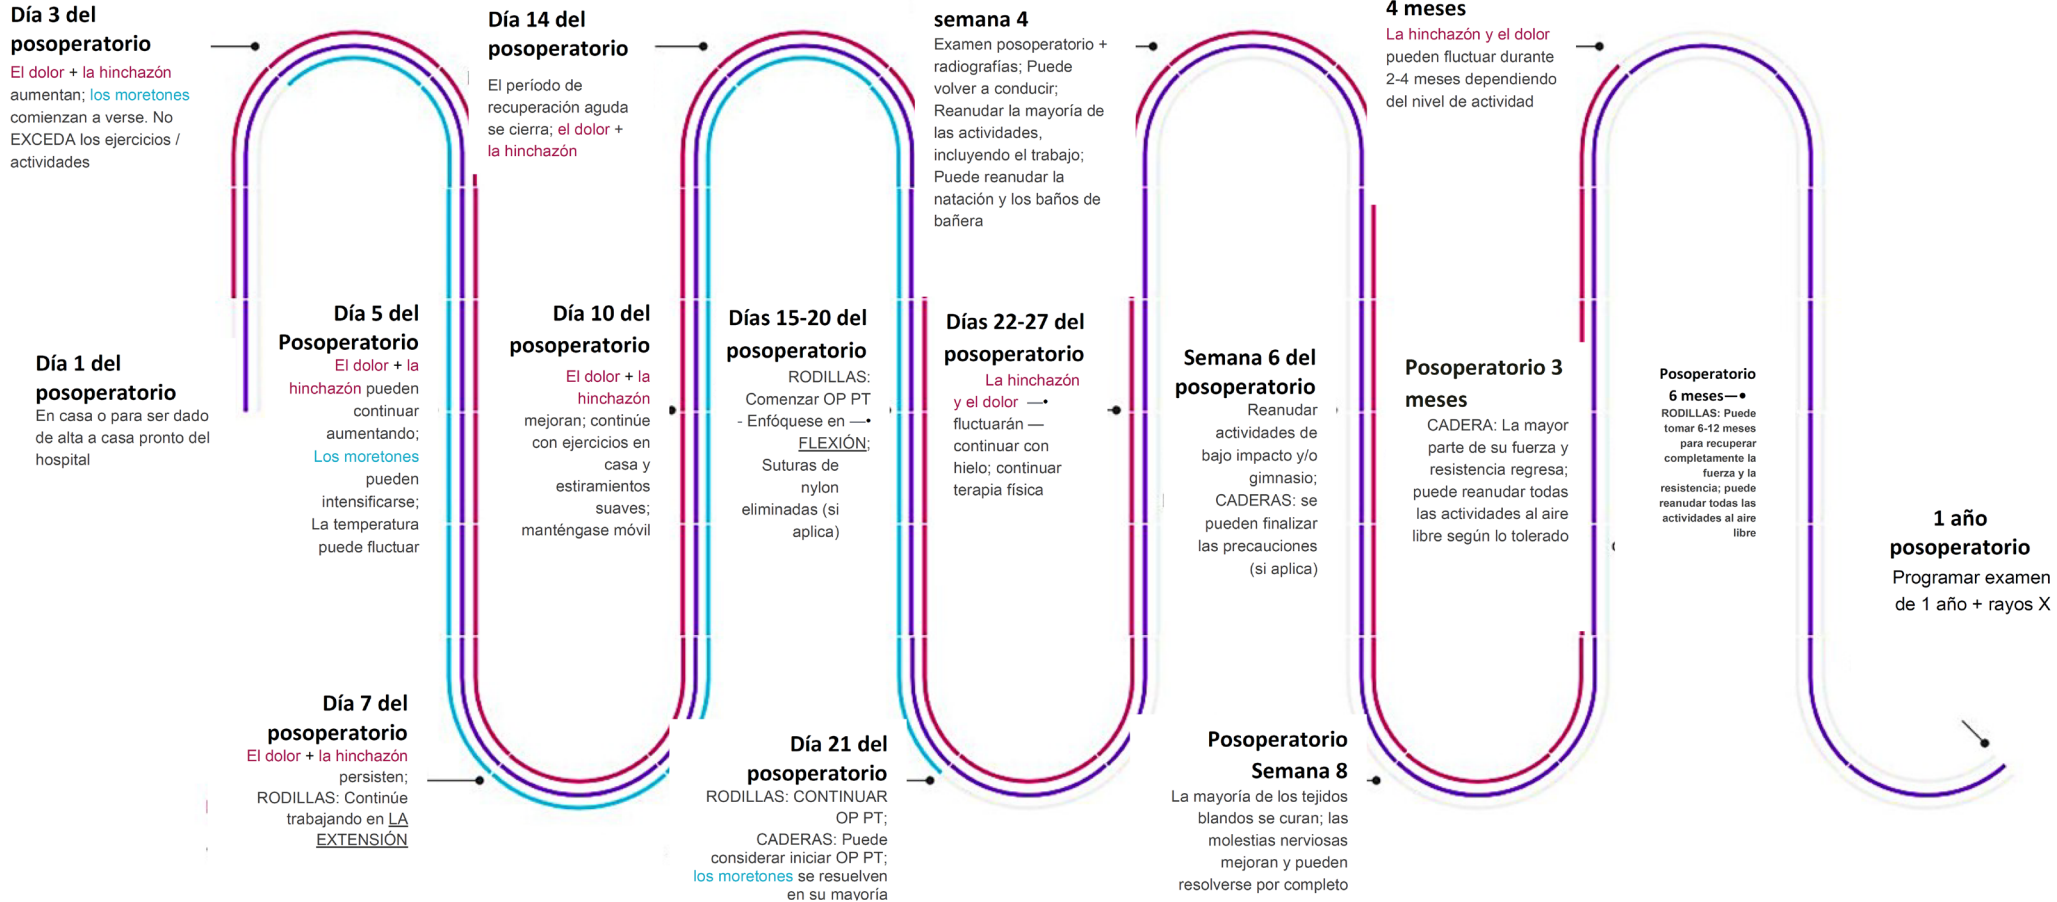 Día 3 del
posoperatorio
El dolor + la hinchazón
aumentan; los moretones
comienzan a verse. No
EXCEDA los ejercicios /
actividades
Día 1 del
posoperatorio
En casa o para ser dado
de alta a casa pronto del
hospital
Día 5 del
Posoperatorio
El dolor + la
hinchazón pueden
continuar
aumentando;
Los moretones
pueden
intensificarse;
La temperatura
puede fluctuar
Día 7 del
posoperatorio
El dolor + la hinchazón
persisten;
RODILLAS: Continúe
trabajando en LA
EXTENSIÓN
Día 14 del
posoperatorio
El período de
recuperación aguda
se cierra; el dolor +
la hinchazón
Día 10 del
posoperatorio
El dolor + la
hinchazón
mejoran; continúe
con ejercicios en
casa y
estiramientos
suaves;
manténgase móvil
Días 15-20 del
posoperatorio
RODILLAS:
Comenzar OP PT
- Enfóquese en —•
FLEXIÓN;
Suturas de
nylon
eliminadas (si
aplica)
Día 21 del
posoperatorio
RODILLAS: CONTINUAR
OP PT;
CADERAS: Puede
considerar iniciar OP PT;
los moretones se resuelven
en su mayoría
semana 4
Examen posoperatorio +
radiografías; Puede
volver a conducir;
Reanudar la mayoría de
las actividades,
incluyendo el trabajo;
Puede reanudar la
natación y los baños de
bañera
Días 22-27 del
posoperatorio
La hinchazón
y el dolor —•
fluctuarán —
continuar con
hielo; continuar
terapia física
Semana 6 del
posoperatorio
Reanudar
actividades de
bajo impacto y/o
gimnasio;
CADERAS: se
pueden finalizar
las precauciones
(si aplica)
Posoperatorio
Semana 8
La mayoría de los tejidos
blandos se curan; las
molestias nerviosas
mejoran y pueden
resolverse por completo
4 meses
La hinchazón y el dolor
pueden fluctuar durante
2-4 meses dependiendo
del nivel de actividad
Posoperatorio 3
meses
CADERA: La mayor
parte de su fuerza y
resistencia regresa;
puede reanudar todas
las actividades al aire
libre según lo tolerado
Posoperatorio
6 meses—•
RODILLAS: Puede
tomar 6-12 meses
para recuperar
completamente la
fuerza y la
resistencia; puede
reanudar todas las
actividades al aire
libre
1 año
posoperatorio
Programar examen
de 1 año + rayos X